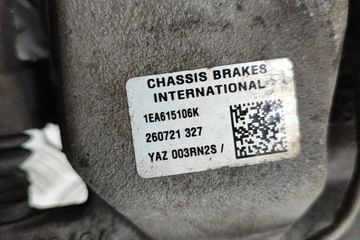 CHASSIS BRAKES
INTERNATIONAL
1EA615106K
260721 327
YAZ 003RN2S /